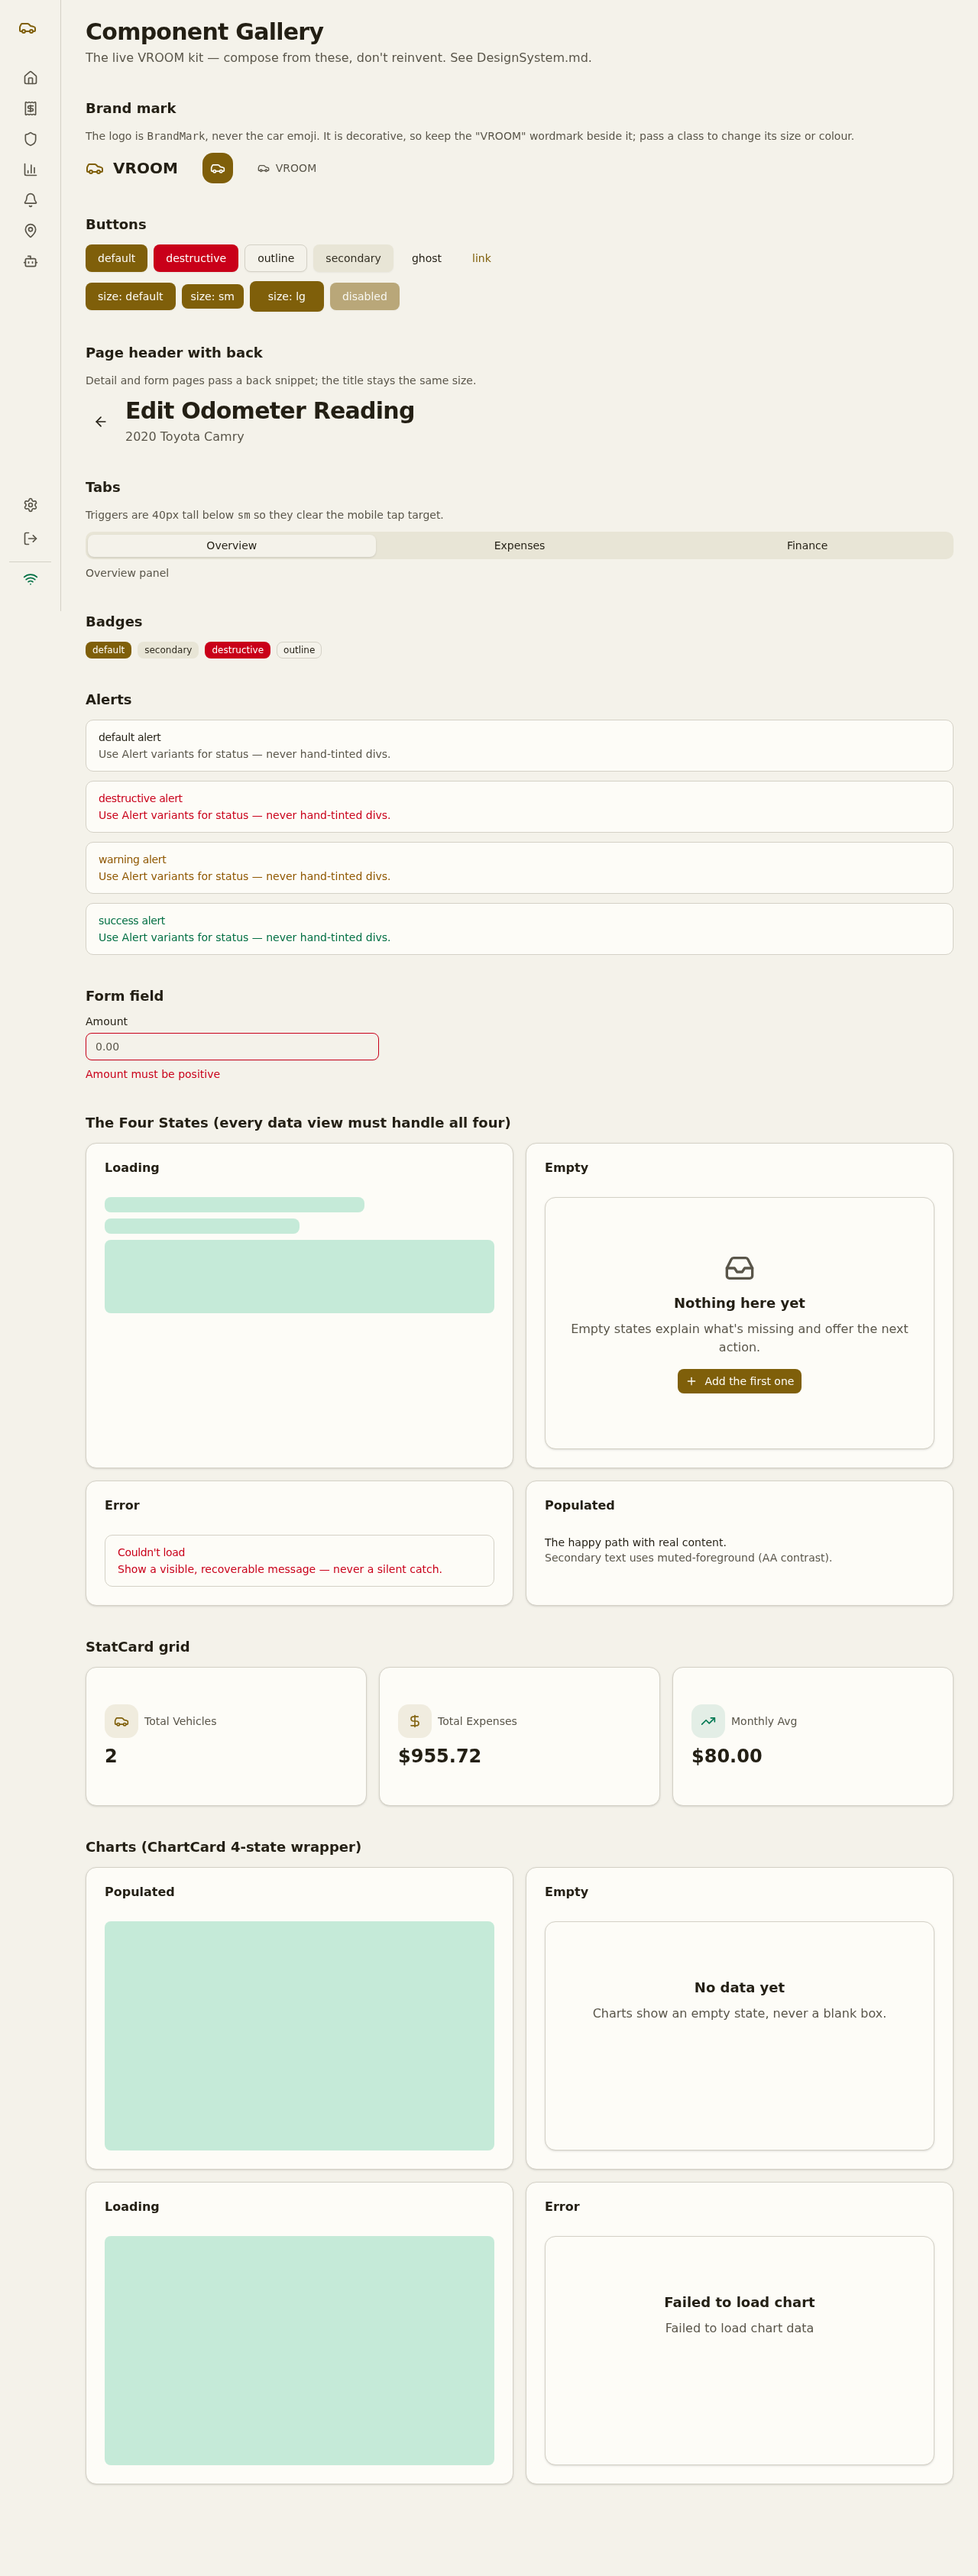 Component Gallery
The live VROOM kit — compose from these, don't reinvent. See DesignSystem.md.
Brand mark
The logo is BrandMark, never the car emoji. It is decorative, so keep the "VROOM" wordmark beside it; pass a class to change its size or colour.
VROOM VROOM
Buttons
default destructive outline secondary ghost link
size: default size: sm size: lg disabled
Page header with back
Detail and form pages pass a back snippet; the title stays the same size.
Edit Odometer Reading
2020 Toyota Camry
Tabs
Triggers are 40px tall below sm so they clear the mobile tap target.
Overview Expenses Finance
Overview panel
Badges
default secondary destructive outline
Alerts
default alert
Use Alert variants for status — never hand-tinted divs.
destructive alert
Use Alert variants for status — never hand-tinted divs.
warning alert
Use Alert variants for status — never hand-tinted divs.
success alert
Use Alert variants for status — never hand-tinted divs.
Form field
Amount
0.00
Amount must be positive
The Four States (every data view must handle all four)
Loading
Empty
Nothing here yet
Empty states explain what's missing and offer the next
action.
Add the first one
Error
Couldn't load
Show a visible, recoverable message — never a silent catch.
Populated
The happy path with real content.
Secondary text uses muted-foreground (AA contrast).
StatCard grid
Total Vehicles
2
Total Expenses
$955.72
Monthly Avg
$80.00
Charts (ChartCard 4-state wrapper)
Populated
Empty
No data yet
Charts show an empty state, never a blank box.
Loading
Error
Failed to load chart
Failed to load chart data